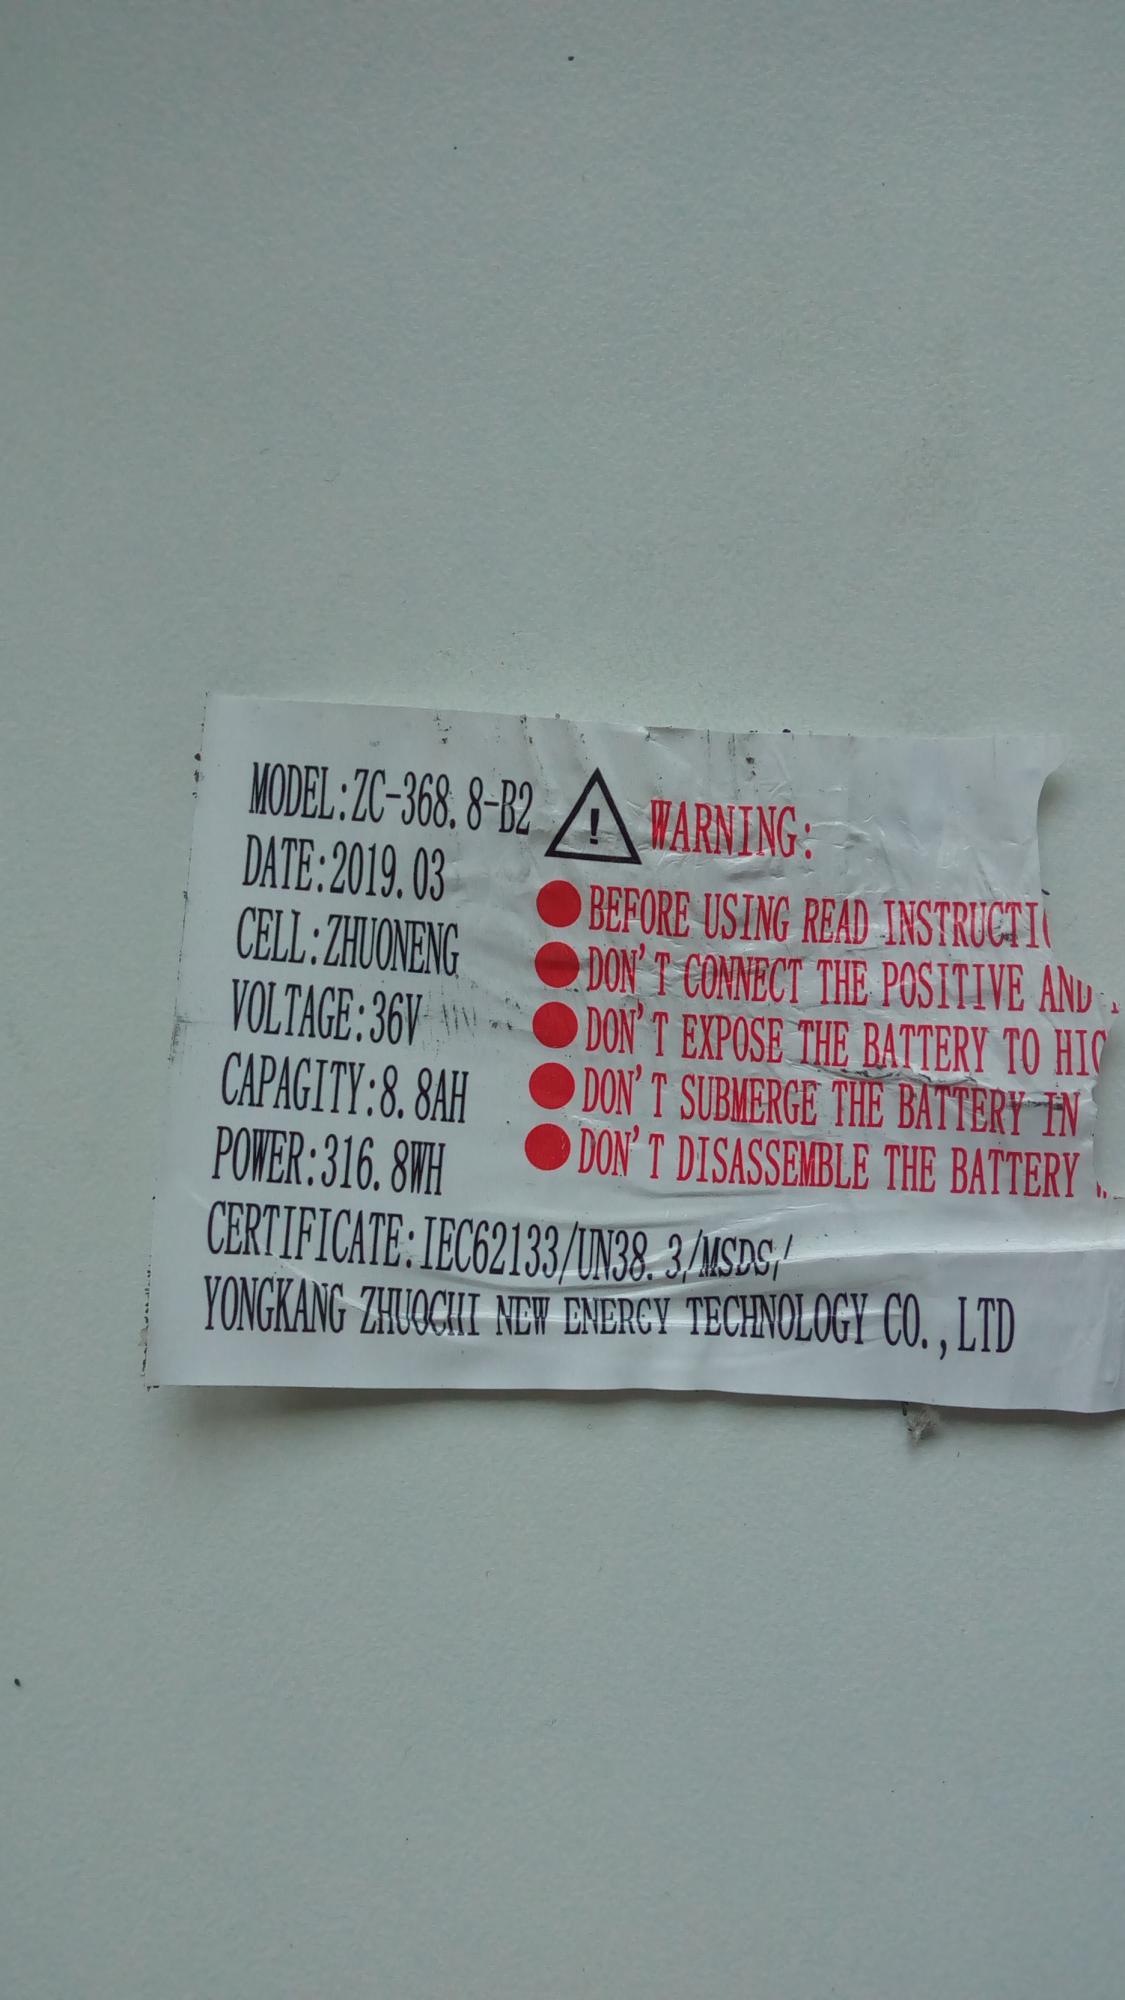 MODEL:ZC-368.8-B2
DATE:2019.03
CELL:ZHUONENG
VOLTAGE:36V
CAPAGITY:8.8AH
POWER:316.8WH
CERTIFICATE:IEC62133/UN38.3/MSDS/
YONGKANG ZHUOCHI NEW ENERGY TECHNOLOGY CO.,LTD
! WARNING:
BEFORE USING READ
DON'T CONNECT THE POSITIVE AND
DON'T EXPOSE THE BATTERY TO
DON'T SUBMERGE THE BATTERY IN
DON'T DISASSEMBLE THE BATTERY